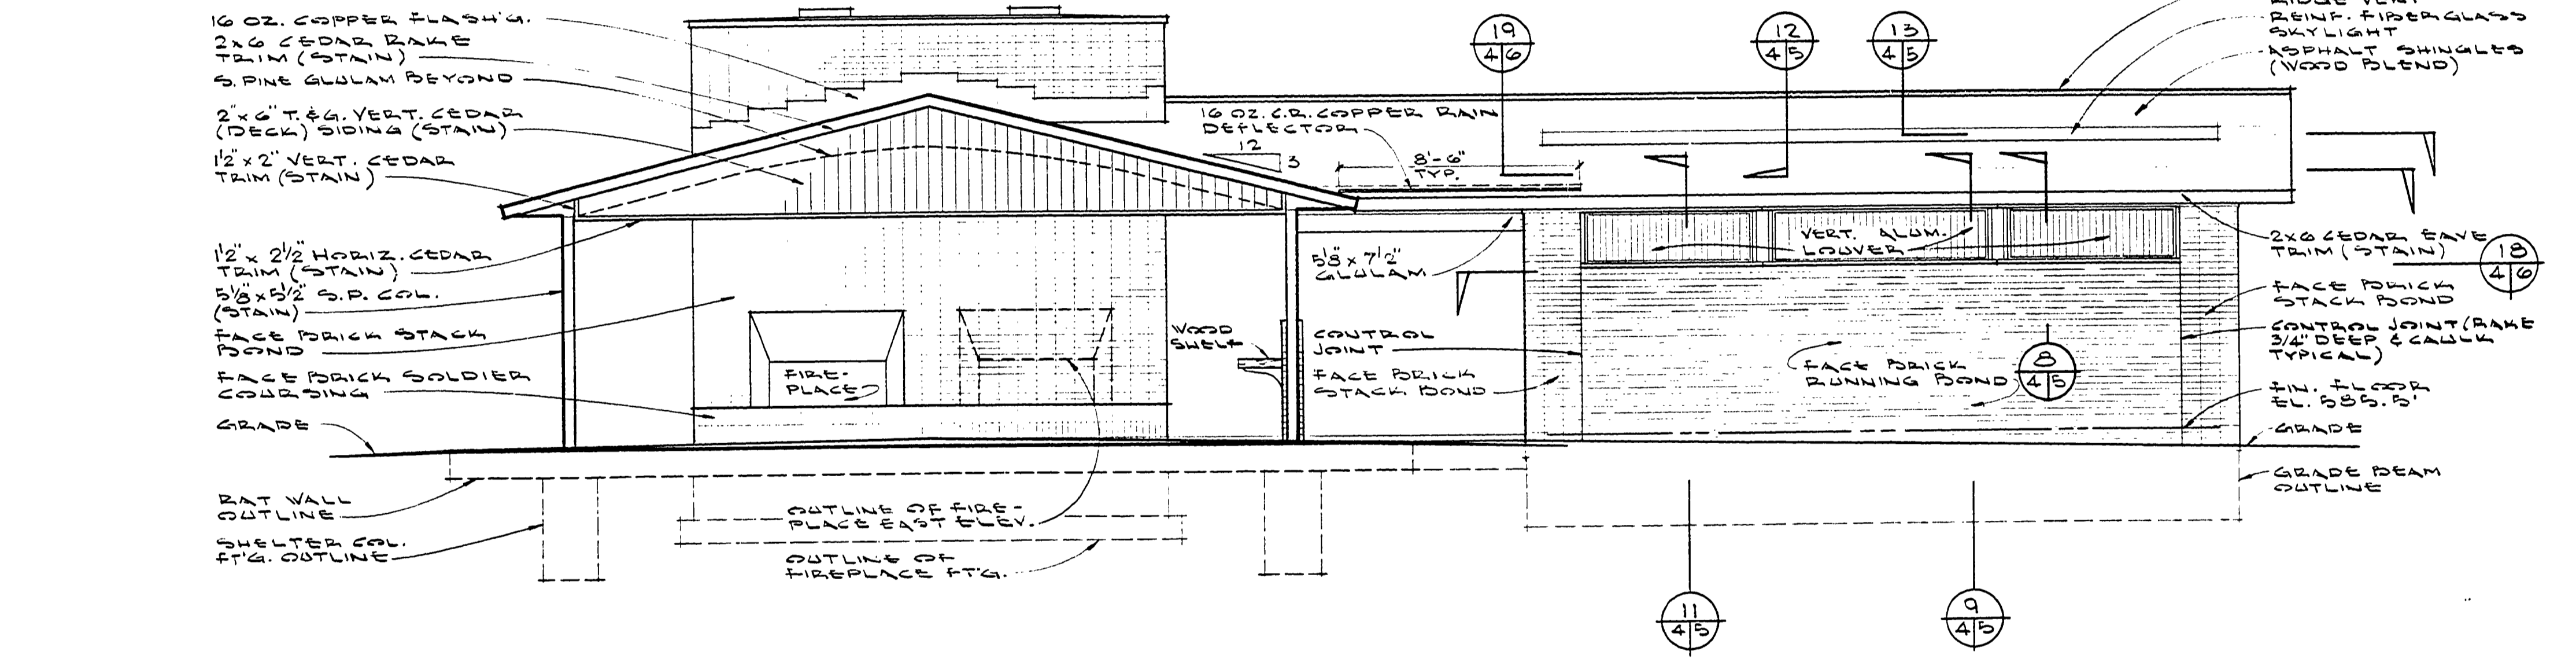 16 OZ. COPPER FLASH'G.
2x6 CEDAR RAKE
TRIM (STAIN)
S. PINE GLULAM BEYOND
2"x6" T.&G. VERT. CEDAR
(DECK) SIDING (STAIN)
1½"x2" VERT. CEDAR
TRIM (STAIN)
1½"x 2½" HORIZ. CEDAR
TRIM (STAIN)
5⅛"x5½" S.P. COL.
(STAIN)
FACE BRICK STACK
BOND
FACE BRICK SOLDIER
COURSING
GRADE
RAT WALL
OUTLINE
SHELTER COL.
FT'G. OUTLINE
FIRE-
PLACE
OUTLINE OF FIRE-
PLACE EAST ELEV.
OUTLINE OF
FIREPLACE FT'G.
WOOD
SHELF
16 OZ. C.R. COPPER RAIN
DEFLECTOR
12
3
8'-6"
TYP.
5⅛ x 7½"
GLULAM
CONTROL
JOINT
FACE BRICK
STACK BOND
19
4 6
12
4 5
13
4 5
VERT. ALUM.
LOUVER
FACE BRICK
RUNNING BOND
8
4 5
11
4 5
9
4 5
RIDGE VENT
REINF. FIBERGLASS
SKYLIGHT
ASPHALT SHINGLES
(WOOD BLEND)
2x6 CEDAR EAVE
TRIM (STAIN)
18
4 6
FACE BRICK
STACK BOND
CONTROL JOINT (RAKE
3/4" DEEP & CAULK
TYPICAL)
FIN. FLOOR
EL. 585.5'
GRADE
GRADE BEAM
OUTLINE